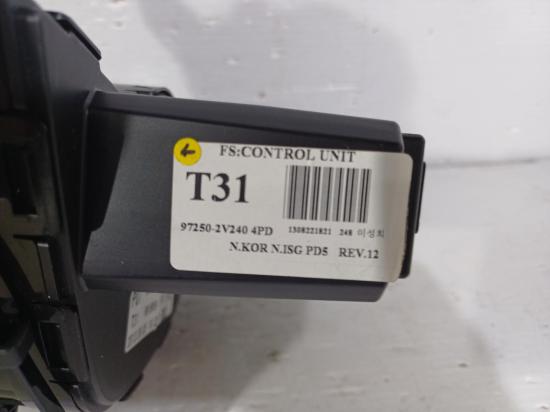 FS:CONTROL UNIT
T31
97250-2V240 4PD
1308221821 248 이성희
N.KOR N.ISG PD5 REV.12